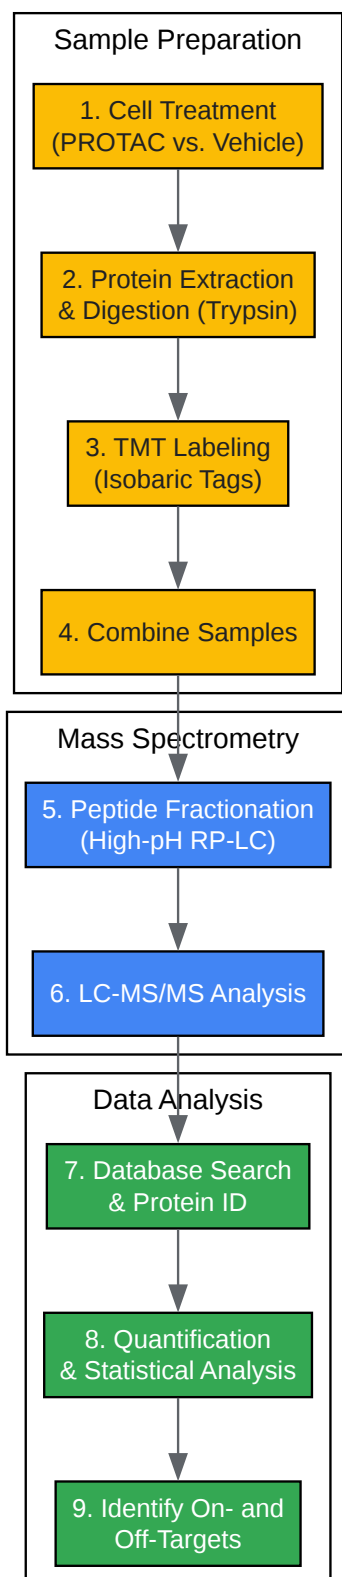 Sample Preparation
1. Cell Treatment
(PROTAC vs. Vehicle)
2. Protein Extraction
& Digestion (Trypsin)
3. TMT Labeling
(Isobaric Tags)
4. Combine Samples
Mass Spectrometry
5. Peptide Fractionation
(High-pH RP-LC)
6. LC-MS/MS Analysis
Data Analysis
7. Database Search
& Protein ID
8. Quantification
& Statistical Analysis
9. Identify On- and
Off-Targets